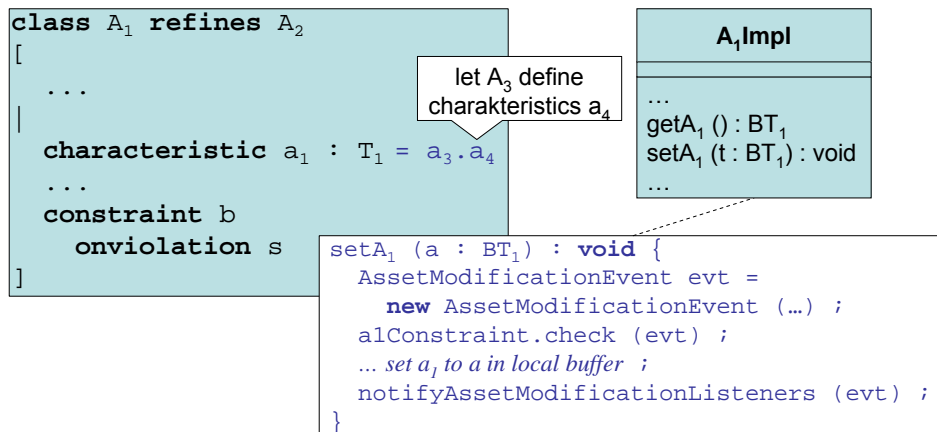 class A₁ refines A₂
[
...
|
let A₃ define
charakteristics a₄
characteristic a₁ : T₁ = a₃.a₄
...
constraint b
onviolation s
]
A₁Impl
…
getA₁ () : BT₁
setA₁ (t : BT₁) : void
…
setA₁ (a : BT₁) : void {
AssetModificationEvent evt =
new AssetModificationEvent (…) ;
a1Constraint.check (evt) ;
… set a₁ to a in local buffer ;
notifyAssetModificationListeners (evt) ;
}